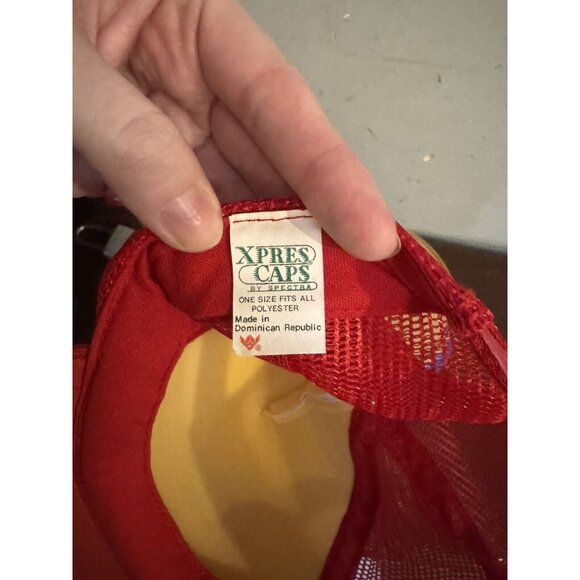 XPRES®
CAPS
BY SPECTRA
ONE SIZE FITS ALL
POLYESTER
Made in
Dominican Republic
®